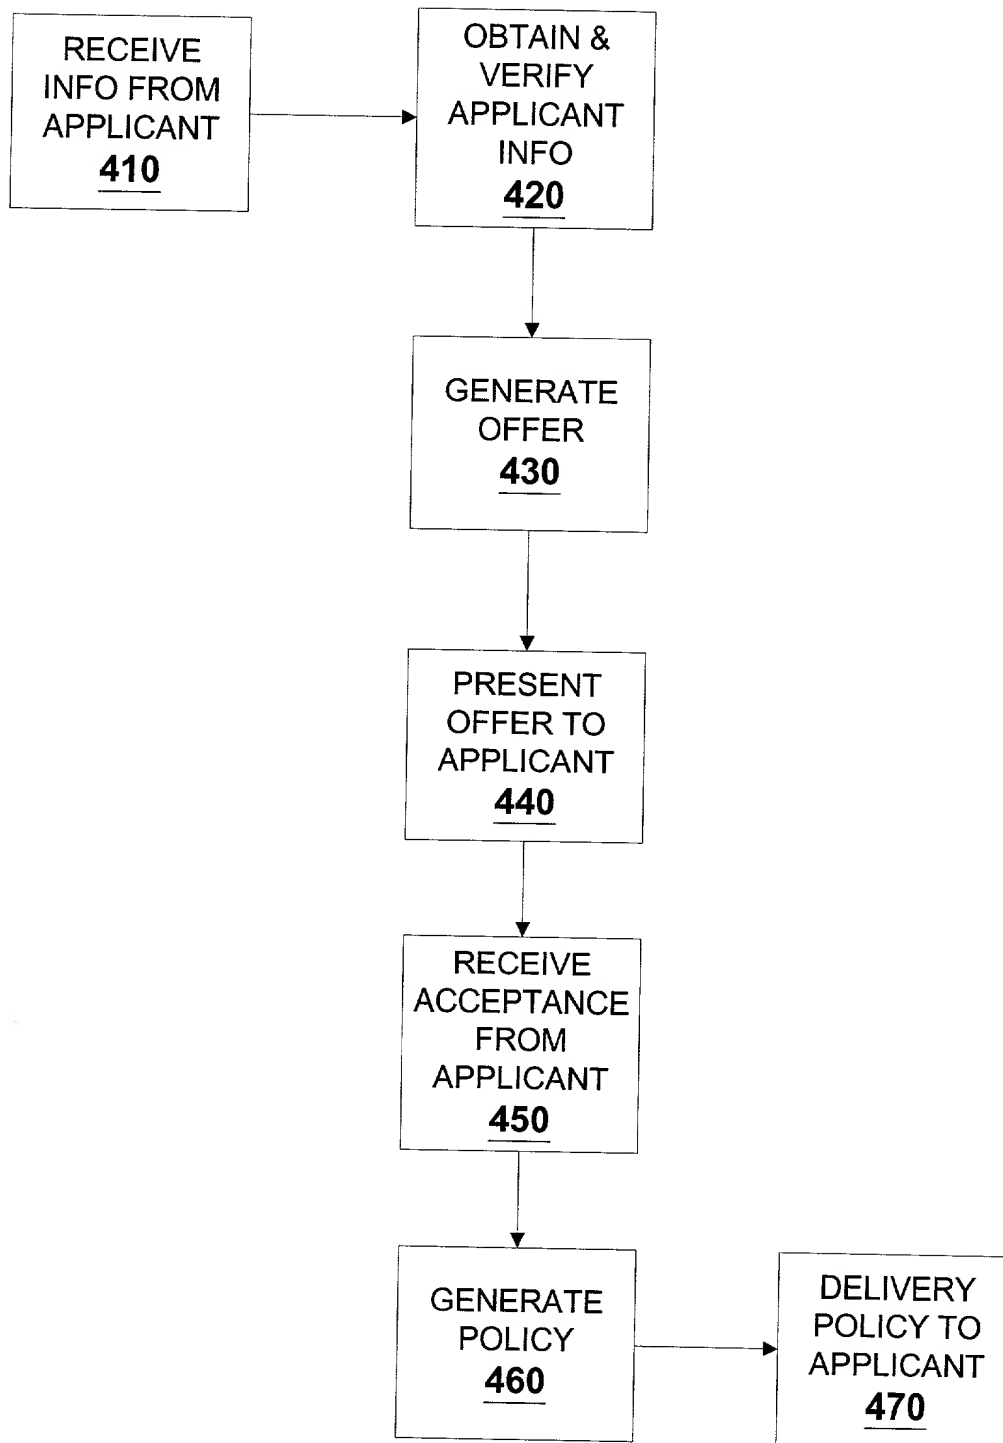 RECEIVE
INFO FROM
APPLICANT
410
OBTAIN &
VERIFY
APPLICANT
INFO
420
GENERATE
OFFER
430
PRESENT
OFFER TO
APPLICANT
440
RECEIVE
ACCEPTANCE
FROM
APPLICANT
450
GENERATE
POLICY
460
DELIVERY
POLICY TO
APPLICANT
470